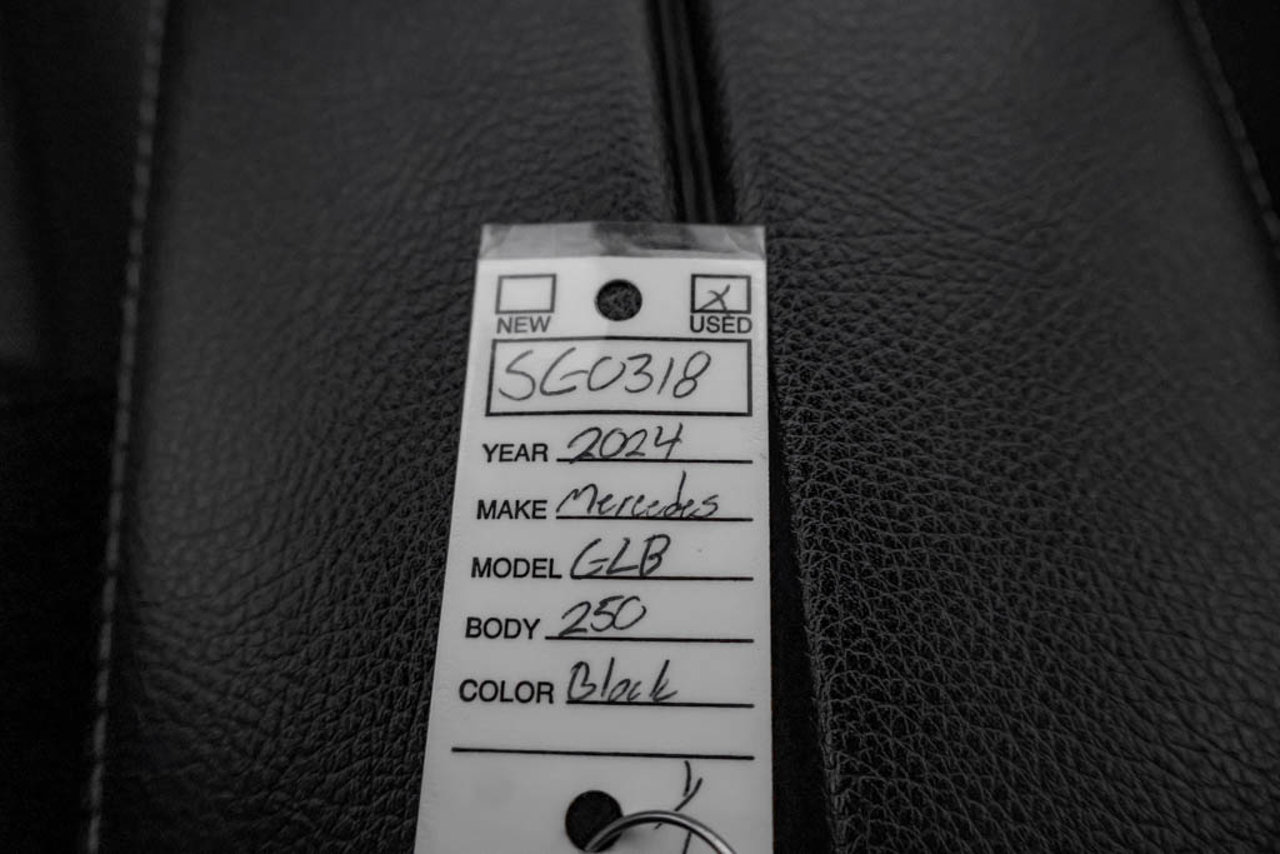 NEW USED
SG0318
YEAR 2024
MAKE Mercedes
MODEL GLB
BODY 250
COLOR Black